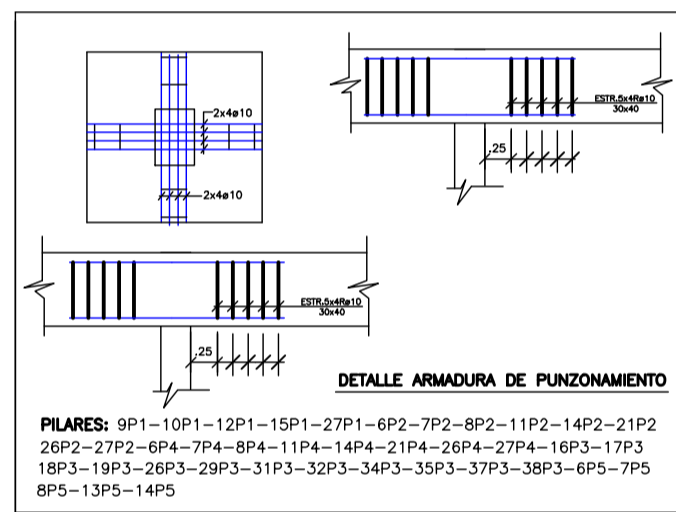 2x4ø10
2x4ø10
ESTR.5x4Rø10
30x40
.25
ESTR.5x4Rø10
30x40
.25
DETALLE ARMADURA DE PUNZONAMIENTO
PILARES: 9P1-10P1-12P1-15P1-27P1-6P2-7P2-8P2-11P2-14P2-21P2
26P2-27P2-6P4-7P4-8P4-11P4-14P4-21P4-26P4-27P4-16P3-17P3
18P3-19P3-26P3-29P3-31P3-32P3-34P3-35P3-37P3-38P3-6P5-7P5
8P5-13P5-14P5